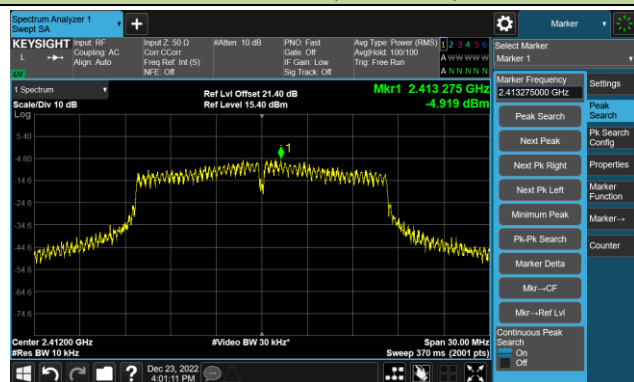 Spectrum Analyzer 1
Swept SA
Marker
KEYSIGHT
Input: RF
Coupling: AC
Align: Auto
Input Z: 50 Ω
Corr CCorr
Freq Ref: Int (S)
NFE: Off
#Atten: 10 dB
PNO: Fast
Gate: Off
IF Gain: Low
Sig Track: Off
Avg Type: Power (RMS)
Avg|Hold: 100/100
Trig: Free Run
1 2 3 4 5 6
A WW WW W
A N N N N N
L
LM
Select Marker
Marker 1
1 Spectrum
Scale/Div 10 dB
Log
Ref Lvl Offset 21.40 dB
Ref Level 15.40 dBm
Mkr1 2.413 275 GHz
-4.919 dBm
1
5.40
-4.60
-14.6
-24.6
-34.6
-44.6
-54.6
-64.6
-74.6
Center 2.41200 GHz
#Res BW 10 kHz
#Video BW 30 kHz*
Span 30.00 MHz
Sweep 370 ms (2001 pts)
Marker Frequency
2.413275000 GHz
Peak Search
Next Peak
Next Pk Right
Next Pk Left
Minimum Peak
Pk-Pk Search
Marker Delta
Mkr→CF
Mkr→Ref Lvl
Continuous Peak
Search
On
Off
Settings
Peak
Search
Pk Search
Config
Properties
Marker
Function
Marker→
Counter
Dec 23, 2022
4:01:11 PM